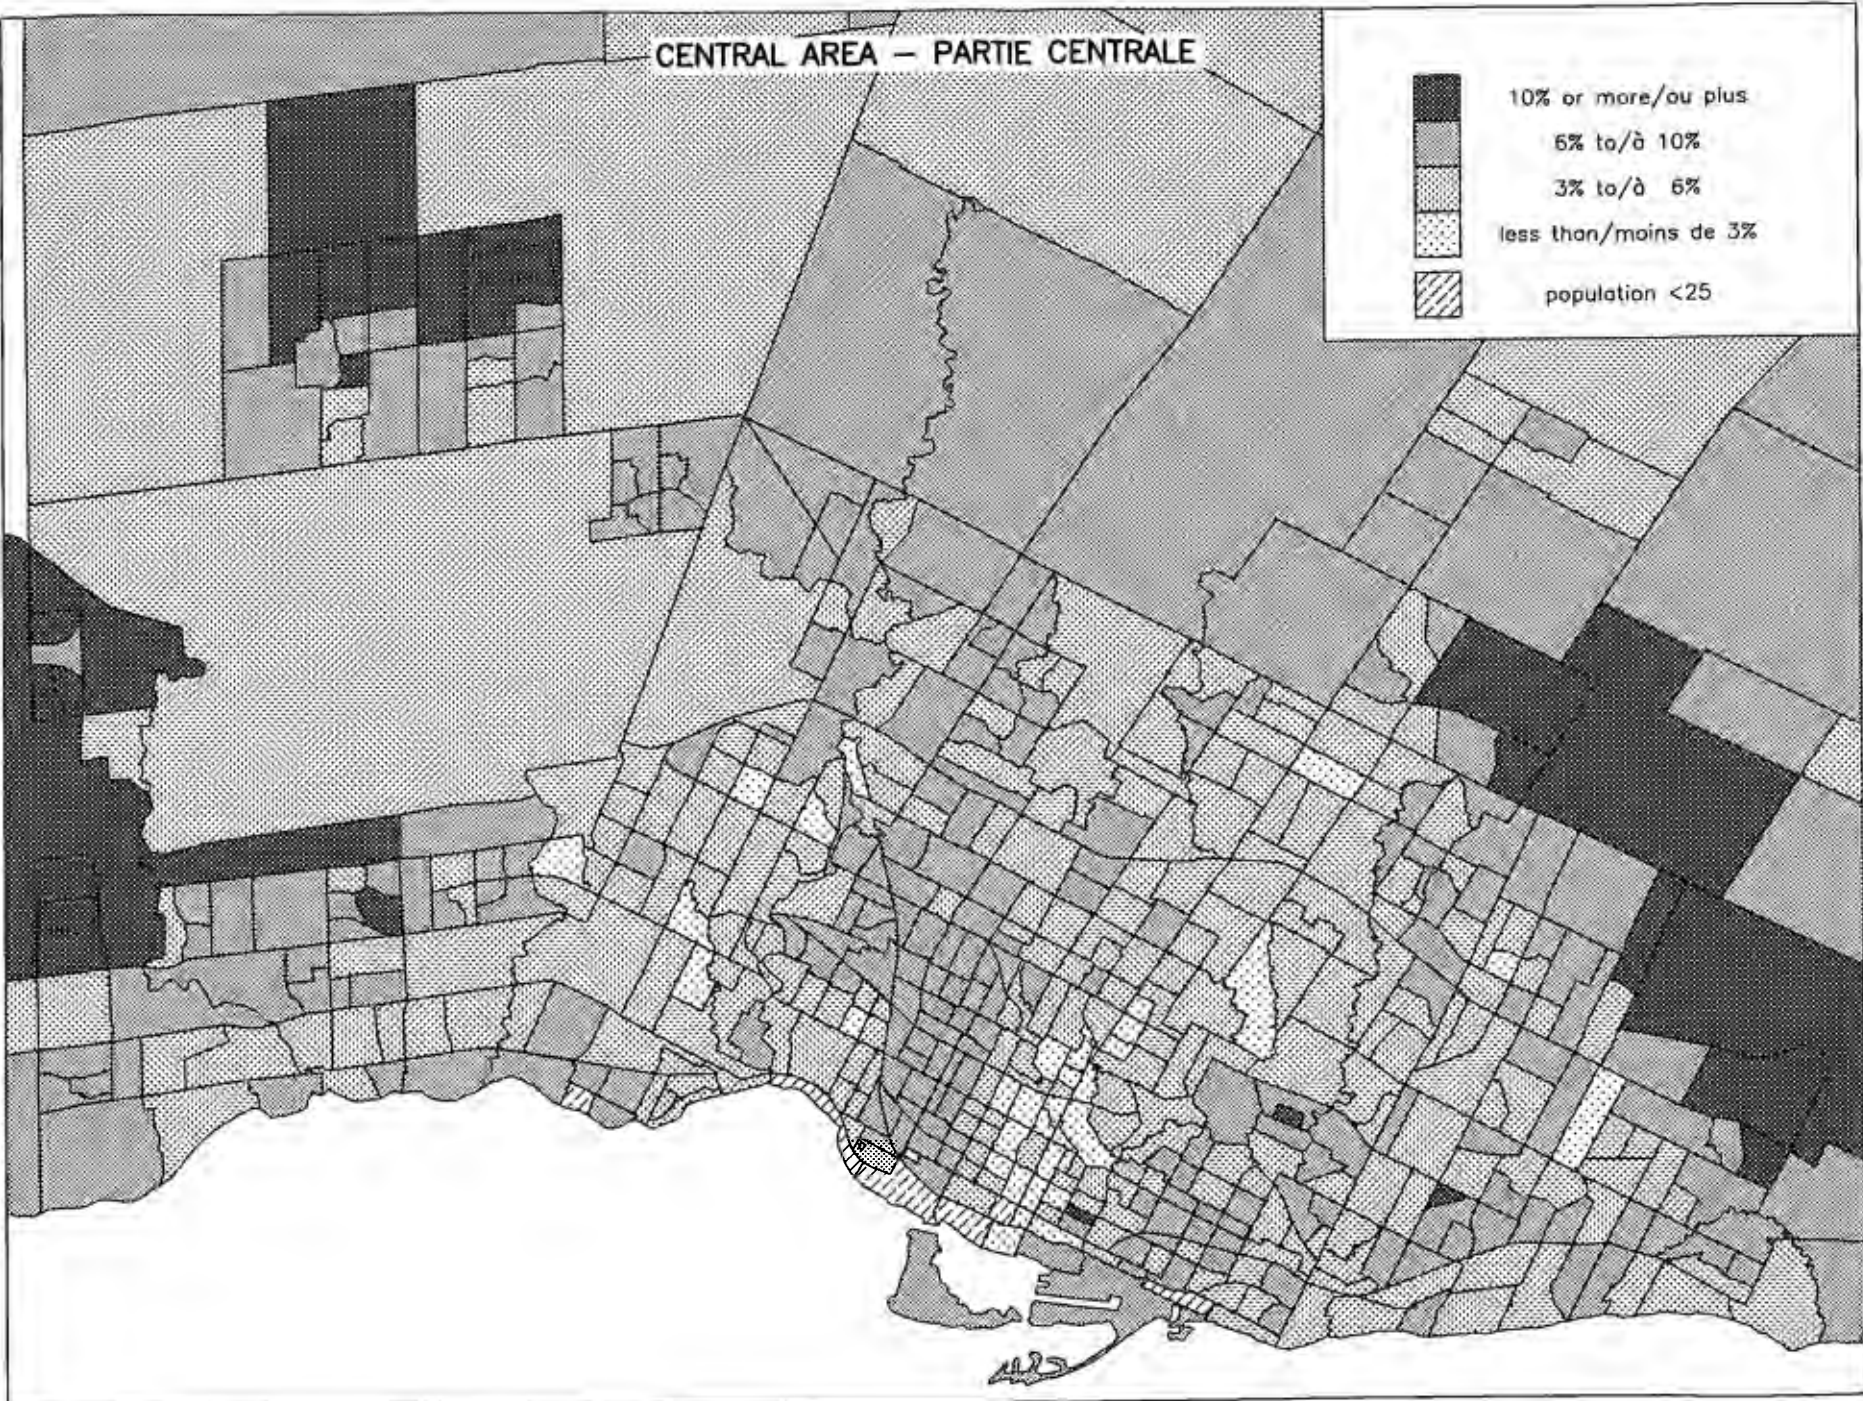 CENTRAL AREA – PARTIE CENTRALE
10% or more/ou plus
6% to/à 10%
3% to/à 6%
less than/moins de 3%
population <25